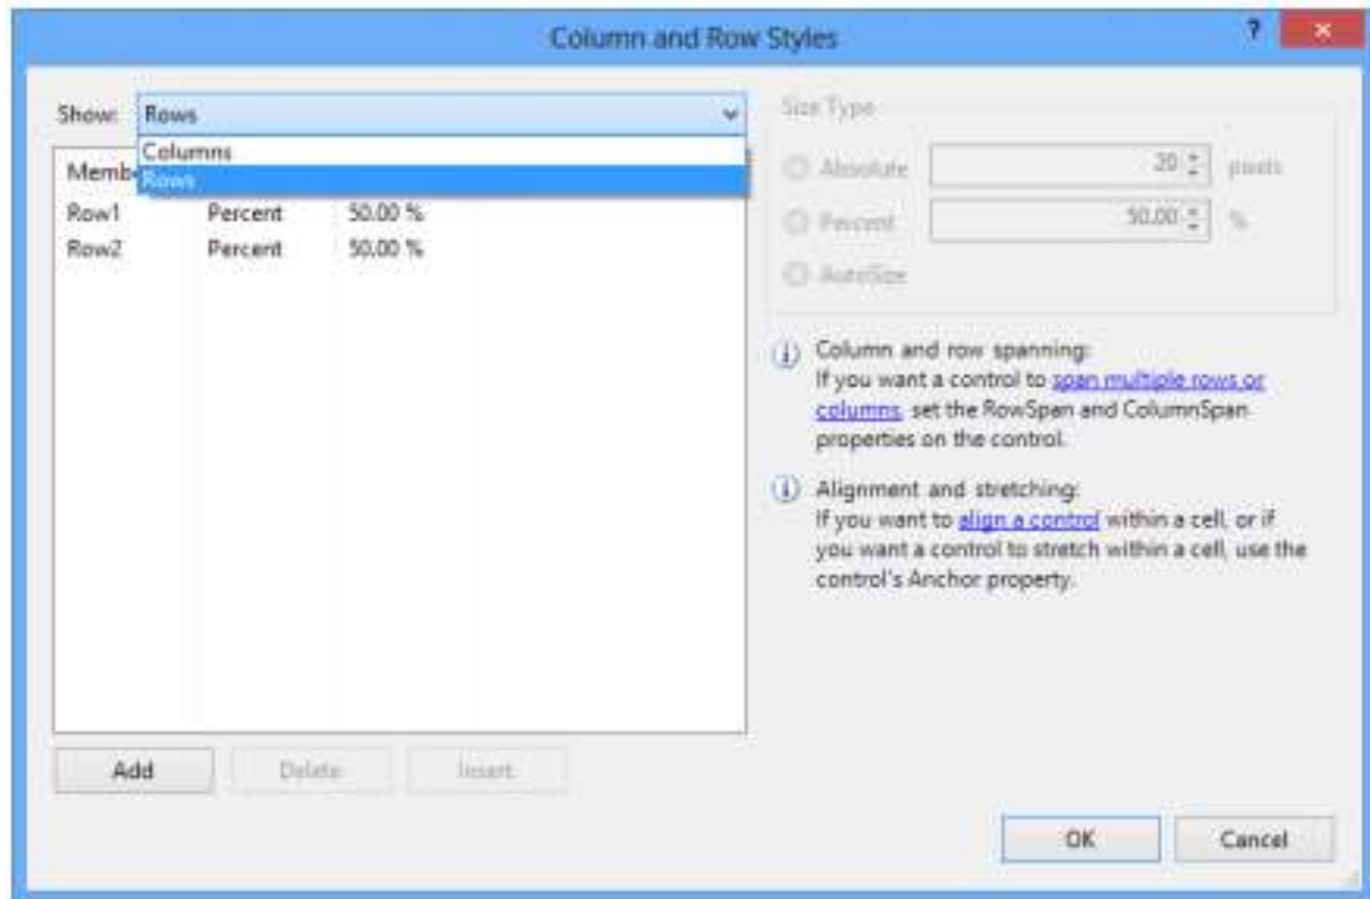 Column and Row Styles
?
Show: Rows
Columns
Rows
Memb
Row1 Percent 50.00 %
Row2 Percent 50.00 %
Add Delete Insert
Size Type
Absolute 20 pixels
Percent 50.00 %
AutoSize
Column and row spanning:
If you want a control to span multiple rows or
columns, set the RowSpan and ColumnSpan
properties on the control.
Alignment and stretching:
If you want to align a control within a cell, or if
you want a control to stretch within a cell, use the
control's Anchor property.
OK Cancel